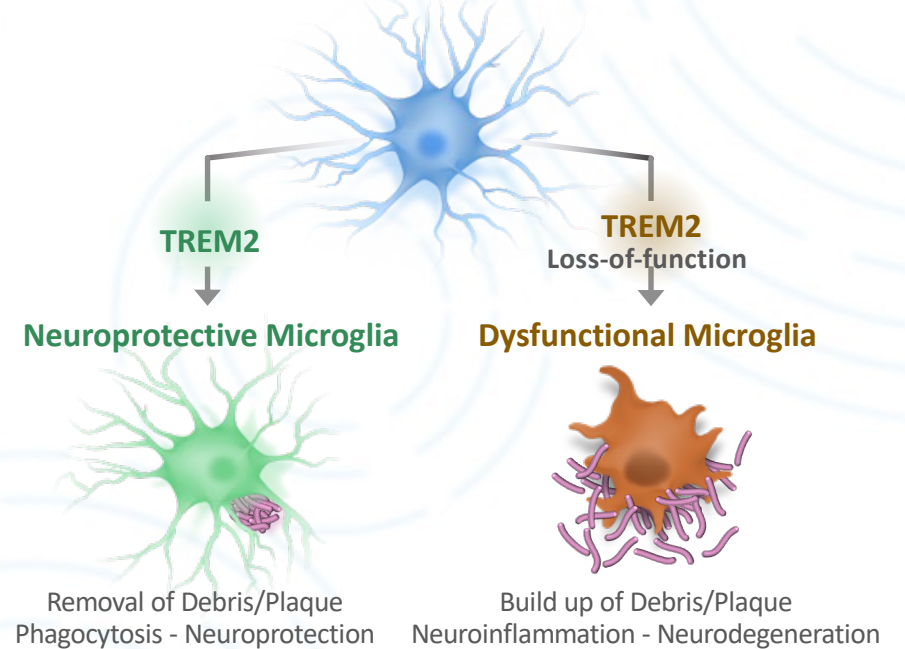 TREM2
TREM2
Loss-of-function
Neuroprotective Microglia
Dysfunctional Microglia
Removal of Debris/Plaque
Phagocytosis - Neuroprotection
Build up of Debris/Plaque
Neuroinflammation - Neurodegeneration